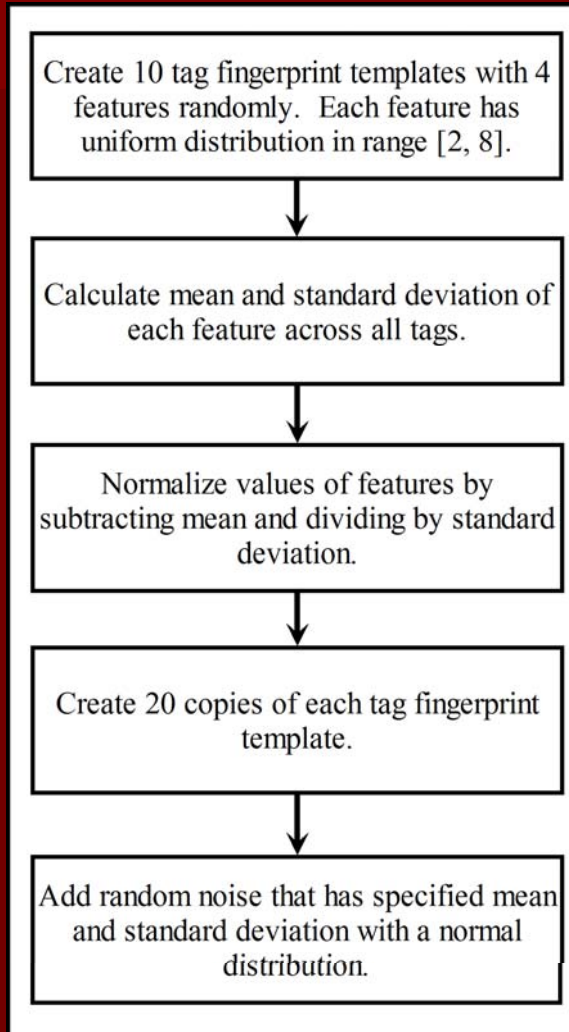 Create 10 tag fingerprint templates with 4
features randomly. Each feature has
uniform distribution in range [2, 8].
Calculate mean and standard deviation of
each feature across all tags.
Normalize values of features by
subtracting mean and dividing by standard
deviation.
Create 20 copies of each tag fingerprint
template.
Add random noise that has specified mean
and standard deviation with a normal
distribution.